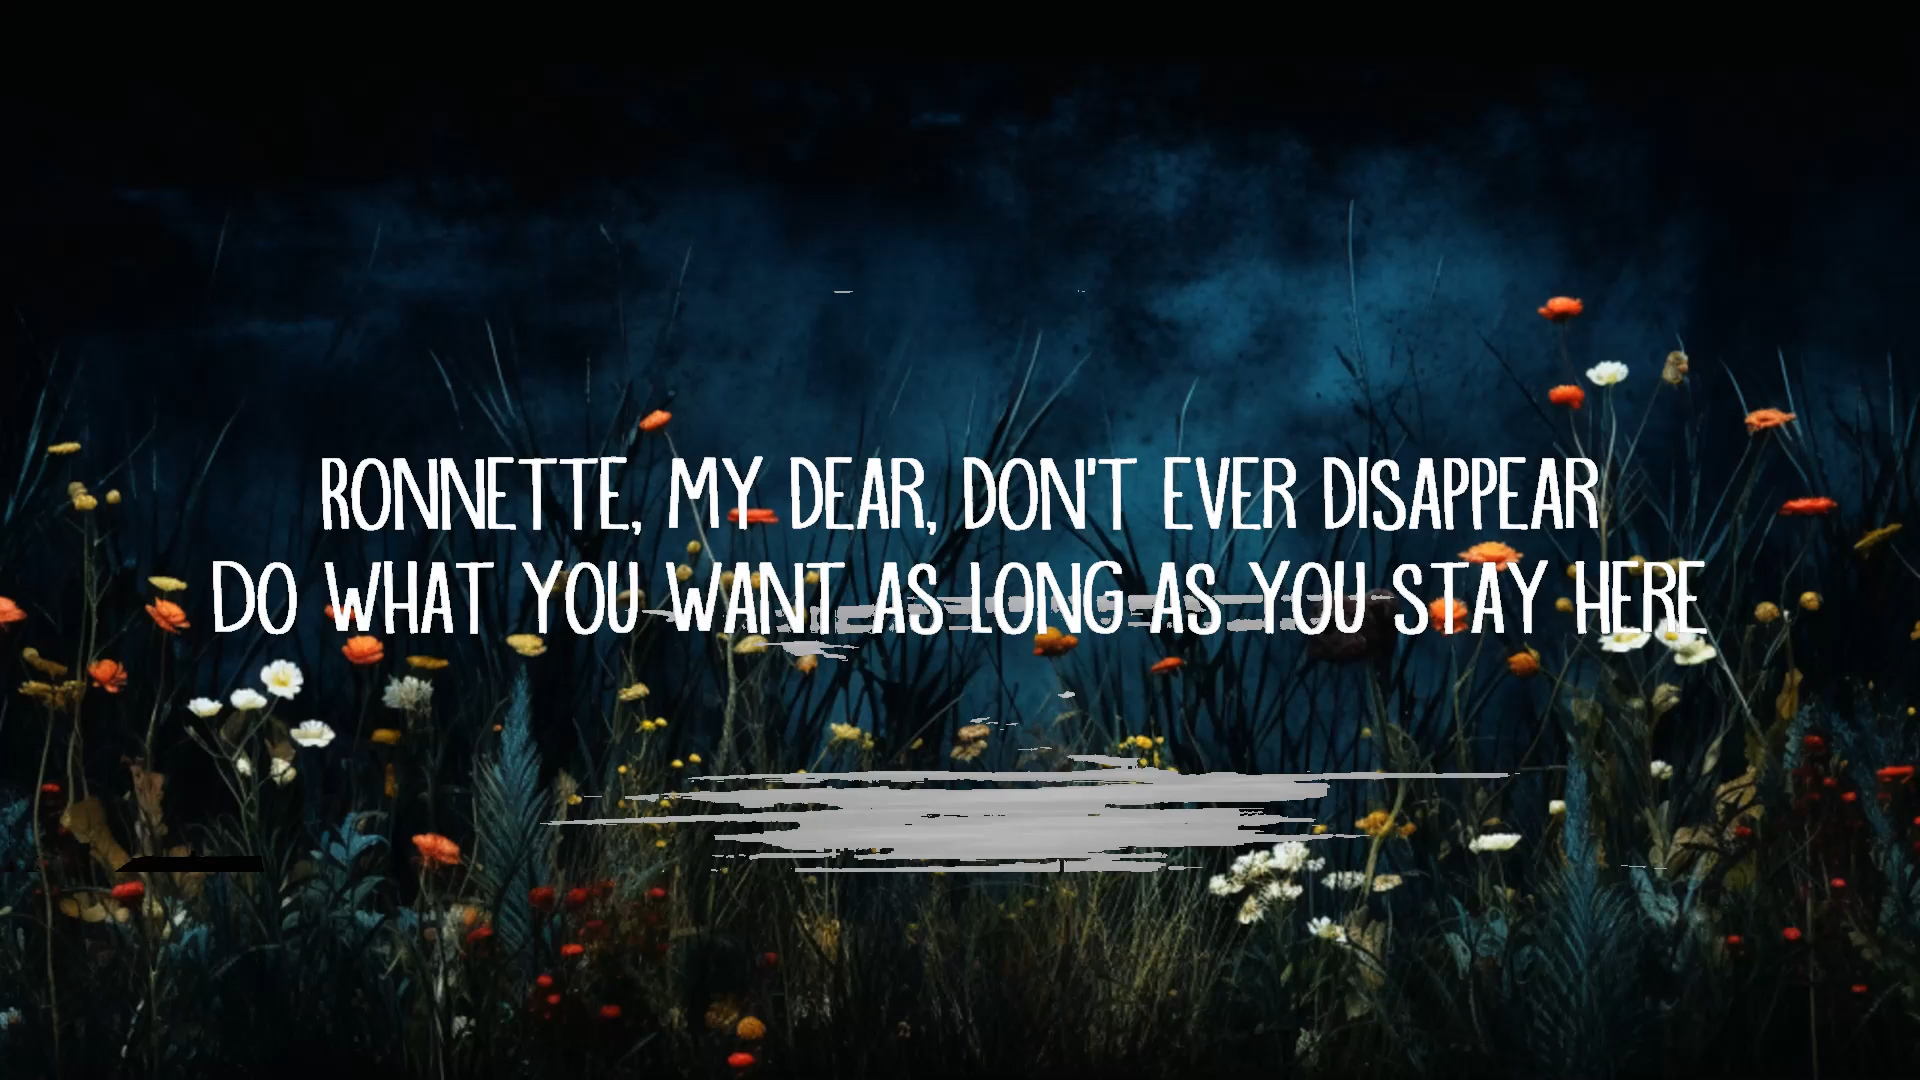 RONNETTE, MY DEAR, DON'T EVER DISAPPEAR
DO WHAT YOU WANT AS LONG AS YOU STAY HERE